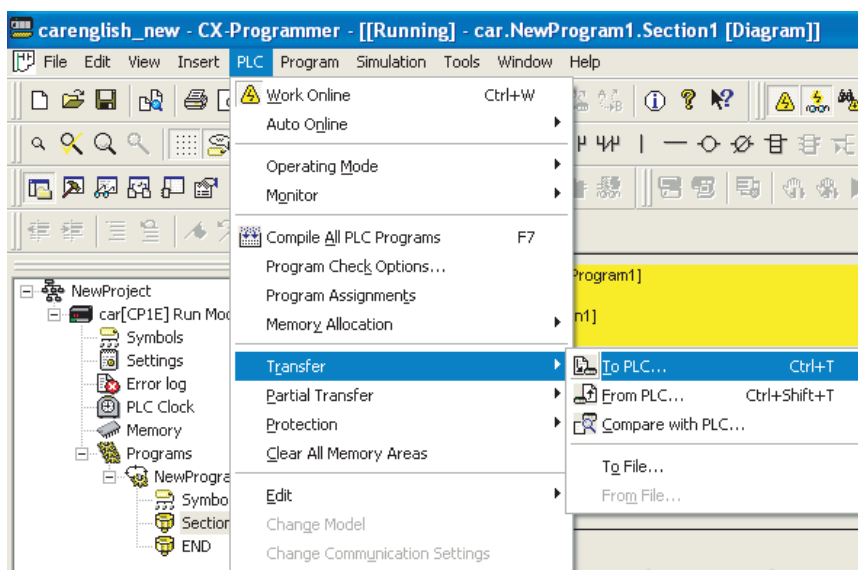 carenglish_new - CX-Programmer - [[Running] - car.NewProgram1.Section1 [Diagram]]
File Edit View Insert PLC Program Simulation Tools Window Help
Work Online Ctrl+W
Auto Online
Operating Mode
Monitor
Compile All PLC Programs F7
Program Check Options...
Program Assignments
Memory Allocation
Transfer
Partial Transfer
Protection
Clear All Memory Areas
Edit
Change Model
Change Communication Settings
To PLC... Ctrl+T
From PLC... Ctrl+Shift+T
Compare with PLC...
To File...
From File...
NewProject
car[CP1E] Run Mod
Symbols
Settings
Error log
PLC Clock
Memory
Programs
NewProgra
Symbo
Section
END
Program1]
n1]